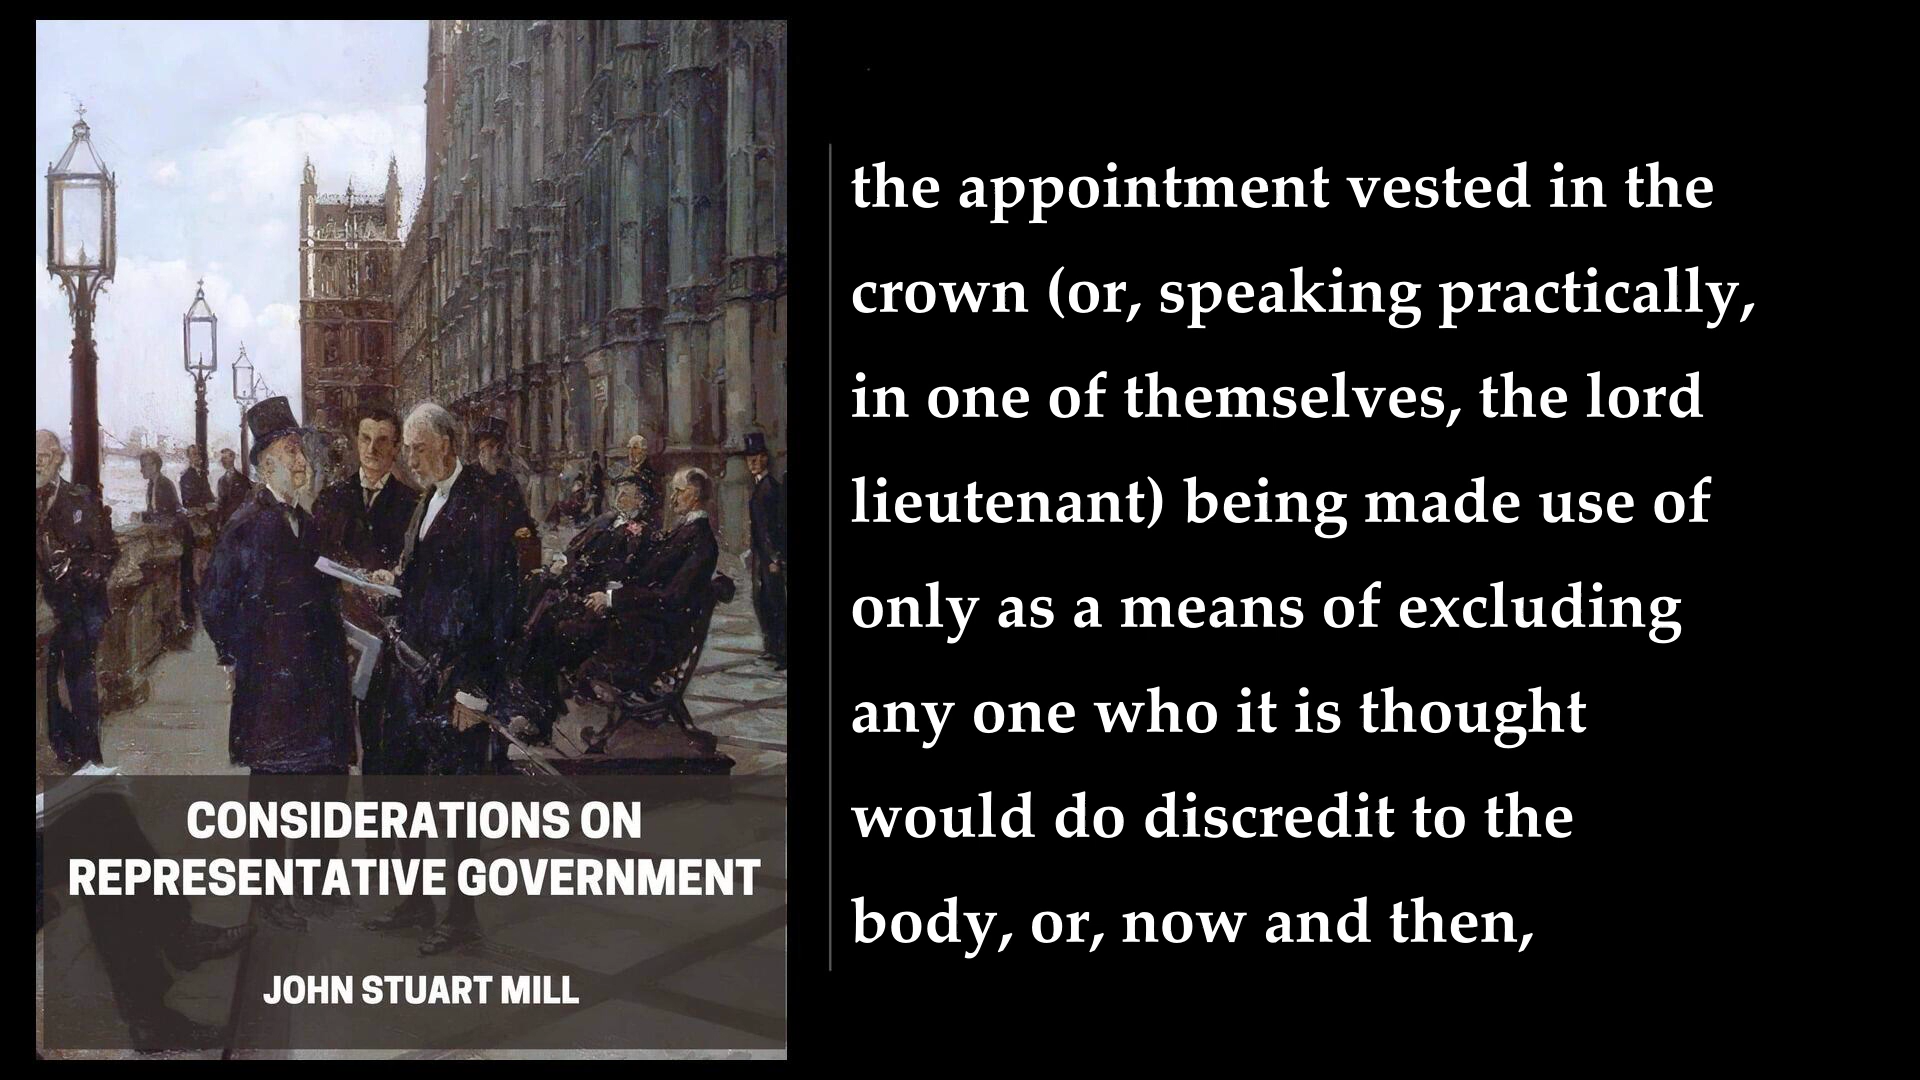 CONSIDERATIONS ON
REPRESENTATIVE GOVERNMENT
JOHN STUART MILL
the appointment vested in the
crown (or, speaking practically,
in one of themselves, the lord
lieutenant) being made use of
only as a means of excluding
any one who it is thought
would do discredit to the
body, or, now and then,